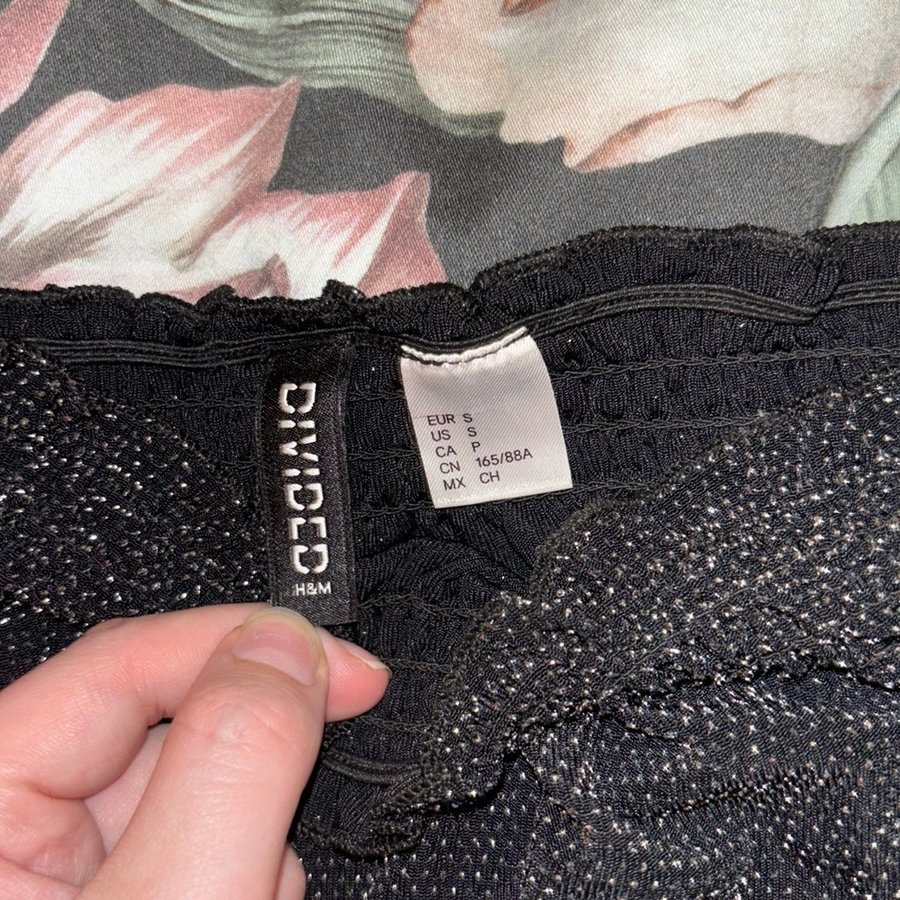 DIVIDED
H&M
EUR S
US S
CA P
CN 165/88A
MX CH